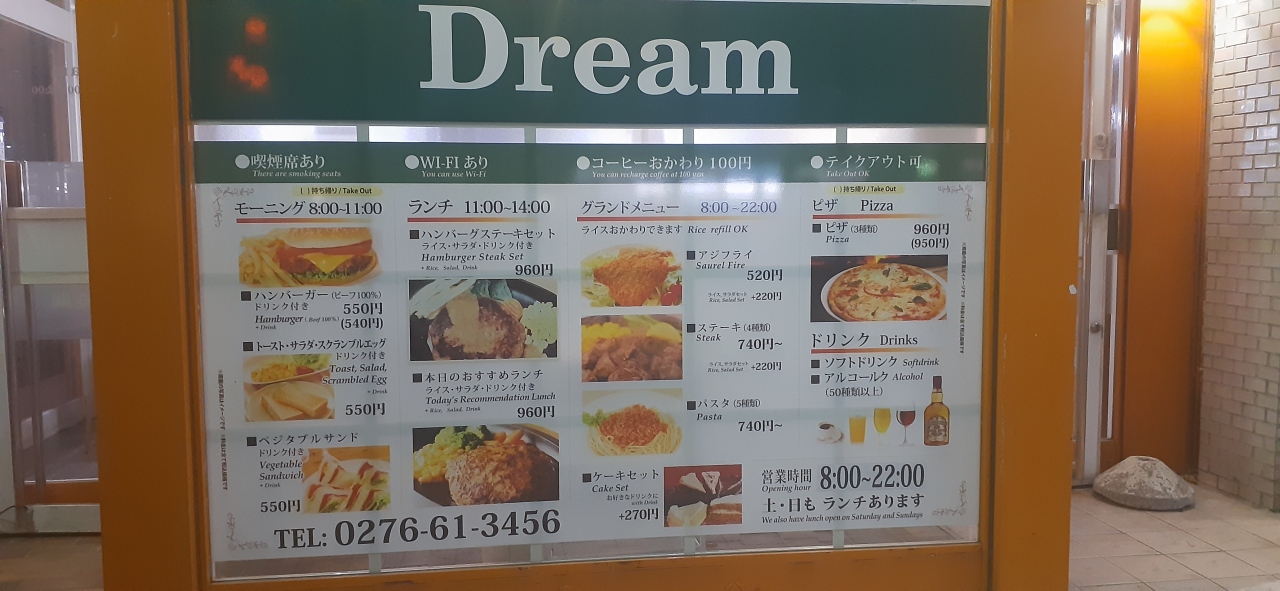 Dream
●喫煙席あり
There are smoking seats
●WI-FI あり
You can use Wi-Fi
●コーヒーおかわり 100円
You can recharge coffee at 100 yen
●テイクアウト可
Take Out OK
( ) 持ち帰り / Take Out
モーニング 8:00-11:00
■ハンバーガー (ビーフ100%)
ドリンク付き 550円
Hamburger (Beef 100%) (540円)
+ Drink
■トースト・サラダ・スクランブルエッグ
ドリンク付き
Toast, Salad,
Scrambled Egg
+ Drink
550円
■ベジタブルサンド
ドリンク付き
Vegetable
Sandwich
550円
ランチ 11:00~14:00
■ハンバーグステーキセット
ライス・サラダ・ドリンク付き
Hamburger Steak Set
+ Rice, Salad, Drink
960円
■本日のおすすめランチ
ライス・サラダ・ドリンク付き
Today's Recommendation Lunch
+ Rice, Salad, Drink
960円
グランドメニュー 8:00~22:00
ライスおかわりできます Rice refill OK
■アジフライ
Saurel Fire
520円
ライス,サラダセット
Rice, Salad Set +220円
■ステーキ (4種類)
Steak
740円~
ライス,サラダセット
Rice, Salad Set +220円
■パスタ (5種類)
Pasta
740円~
■ケーキセット
Cake Set
お好きなドリンクに
with Drink
+270円
( ) 持ち帰り / Take Out
ピザ Pizza
■ピザ (3種類) 960円
Pizza (950円)
ドリンク Drinks
■ソフトドリンク Softdrink
■アルコールク Alcohol
(50種類以上)
営業時間 8:00~22:00
Opening hour
土・日も ランチあります
We also have lunch open on Saturday and Sundays
TEL: 0276-61-3456